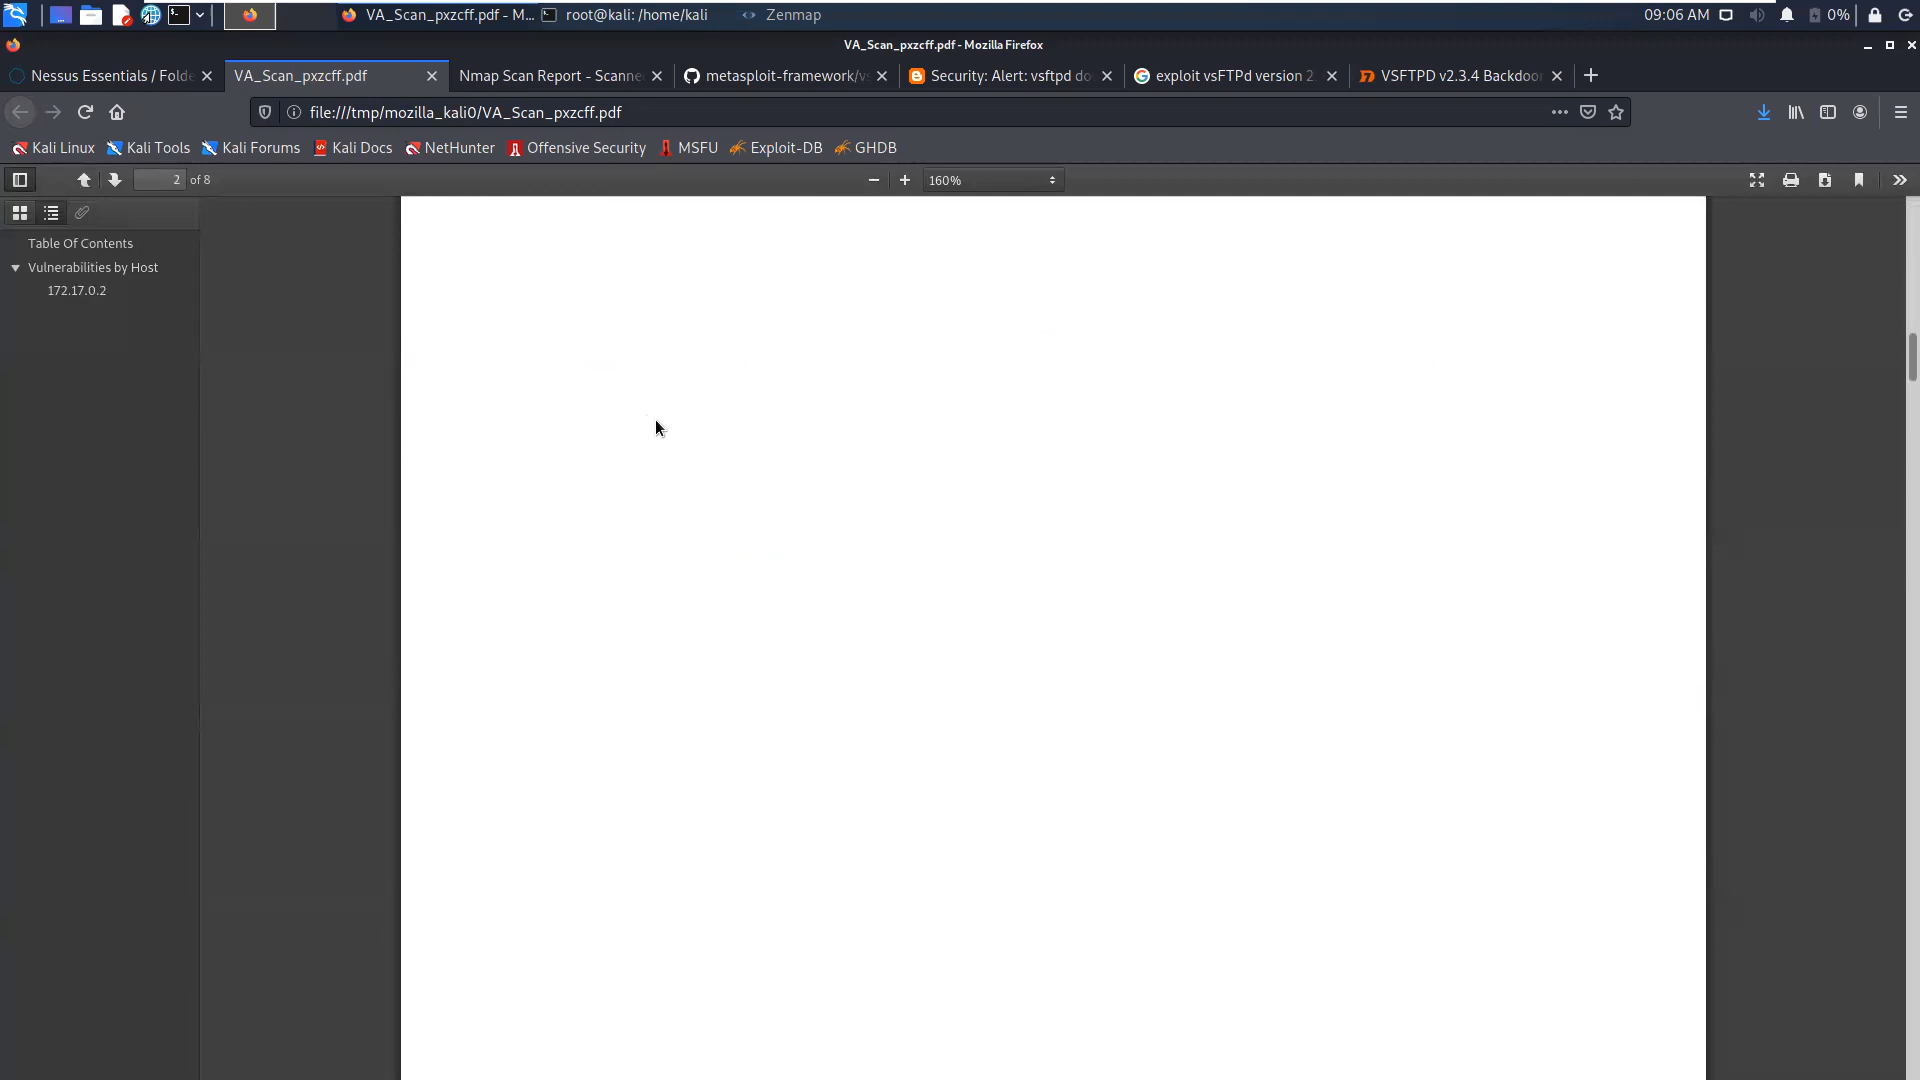 VA_Scan_pxzcff.pdf - M... root@kali: /home/kali Zenmap 09:06 AM 0%
VA_Scan_pxzcff.pdf - Mozilla Firefox
Nessus Essentials / Folde VA_Scan_pxzcff.pdf Nmap Scan Report - Scanne metasploit-framework/vs Security: Alert: vsftpd do exploit vsFTPd version 2. VSFTPD v2.3.4 Backdoor
file:///tmp/mozilla_kali0/VA_Scan_pxzcff.pdf
Kali Linux Kali Tools Kali Forums Kali Docs NetHunter Offensive Security MSFU Exploit-DB GHDB
2 of 8 160%
Table Of Contents
Vulnerabilities by Host
172.17.0.2